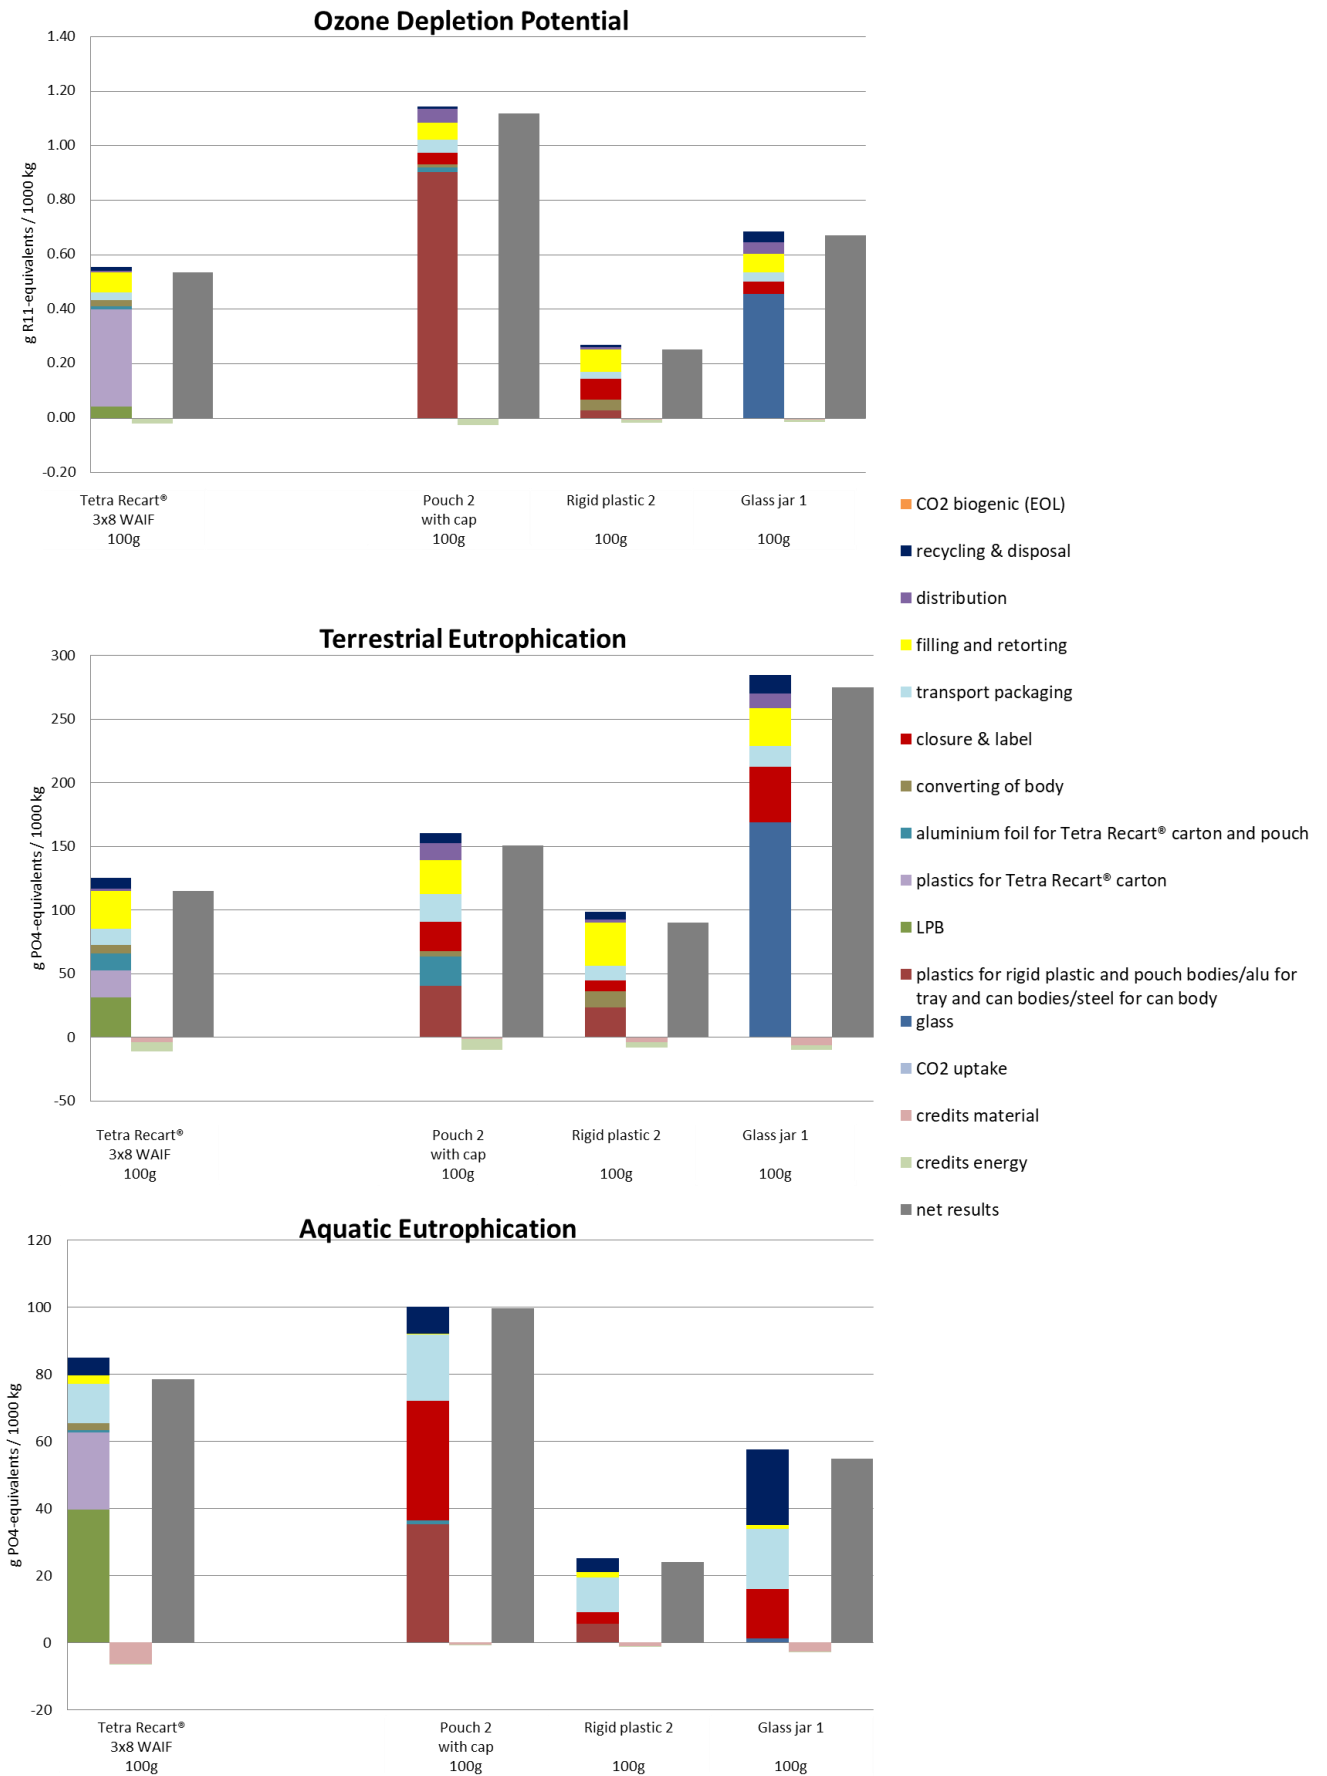 Ozone Depletion Potential
1.40
1.20
1.00
0.80
0.60
0.40
0.20
0.00
-0.20
g R11-equivalents / 1000 kg
Tetra Recart®
3x8 WAIF
100g
Pouch 2
with cap
100g
Rigid plastic 2
100g
Glass jar 1
100g
Terrestrial Eutrophication
300
250
200
150
100
50
0
-50
g PO4-equivalents / 1000 kg
Tetra Recart®
3x8 WAIF
100g
Pouch 2
with cap
100g
Rigid plastic 2
100g
Glass jar 1
100g
Aquatic Eutrophication
120
100
80
60
40
20
0
-20
g PO4-equivalents / 1000 kg
Tetra Recart®
3x8 WAIF
100g
Pouch 2
with cap
100g
Rigid plastic 2
100g
Glass jar 1
100g
CO2 biogenic (EOL)
recycling & disposal
distribution
filling and retorting
transport packaging
closure & label
converting of body
aluminium foil for Tetra Recart® carton and pouch
plastics for Tetra Recart® carton
LPB
plastics for rigid plastic and pouch bodies/alu for
tray and can bodies/steel for can body
glass
CO2 uptake
credits material
credits energy
net results